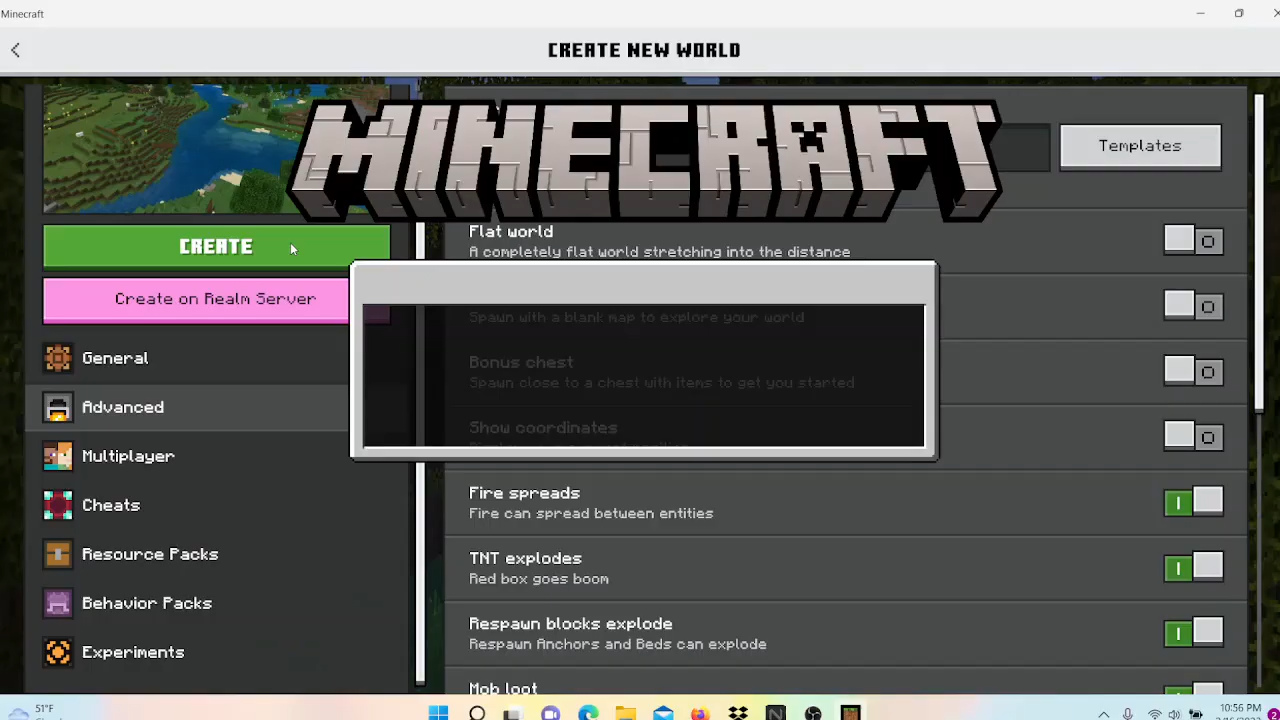 Minecraft
CREATE NEW WORLD
MINECRAFT
Templates
CREATE
Flat world
A completely flat world stretching into the distance
Create on Realm Server
Spawn with a blank map to explore your world
General
Bonus chest
Spawn close to a chest with items to get you started
Advanced
Show coordinates
Multiplayer
Cheats
Fire spreads
Fire can spread between entities
Resource Packs
TNT explodes
Red box goes boom
Behavior Packs
Respawn blocks explode
Respawn Anchors and Beds can explode
Experiments
Mob loot
51°F
10:56 PM